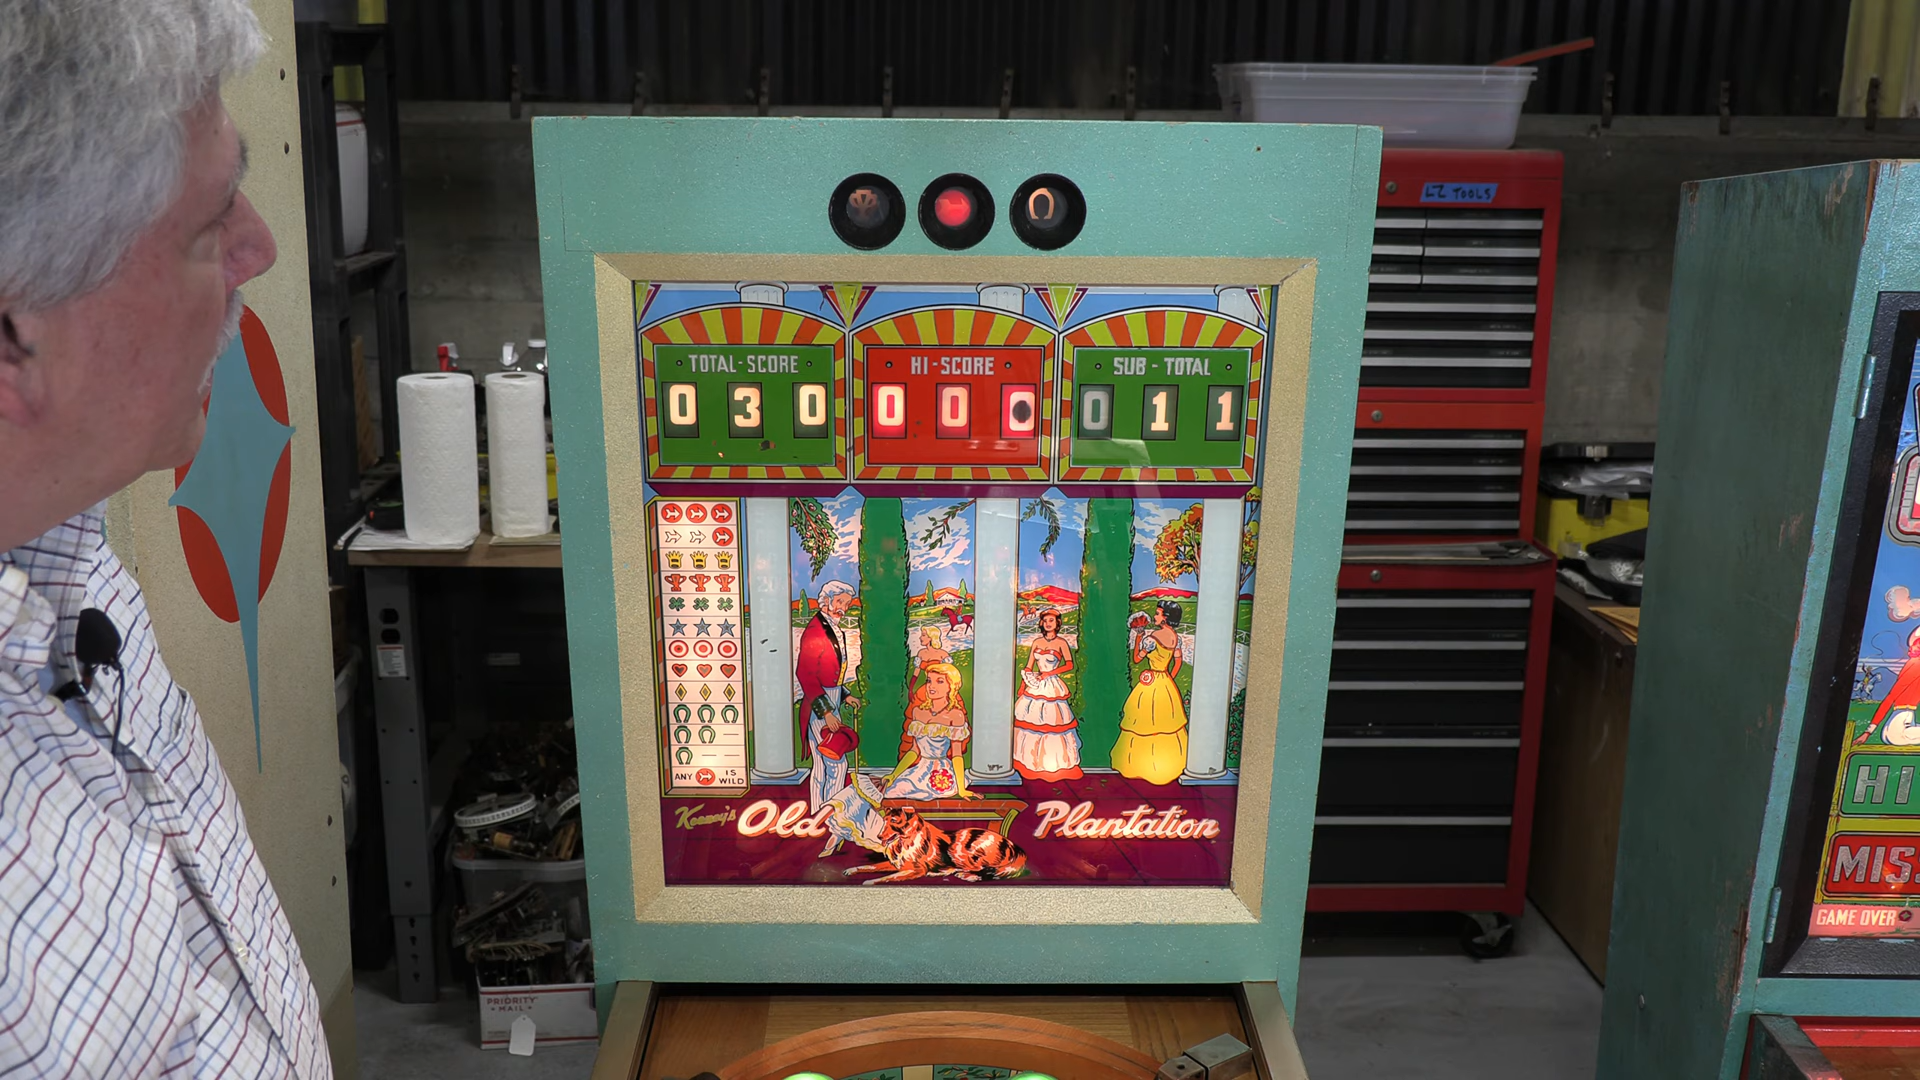 LZ TOOLS
TOTAL-SCORE
0 3 0
HI-SCORE
0 0 0
SUB-TOTAL
0 1 1
ANY IS WILD
Keeney's Old Plantation
PRIORITY
MAIL
HI
MIS
GAME OVER